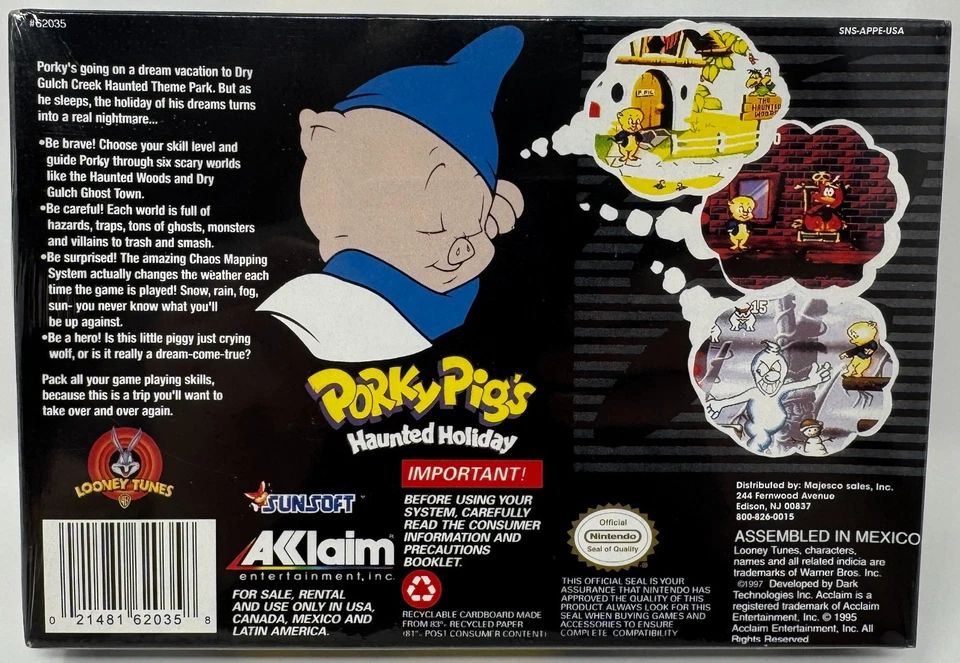 #62035
SNS-APPE-USA
Porky's going on a dream vacation to Dry
Gulch Creek Haunted Theme Park. But as
he sleeps, the holiday of his dreams turns
into a real nightmare...
•Be brave! Choose your skill level and
guide Porky through six scary worlds
like the Haunted Woods and Dry
Gulch Ghost Town.
•Be careful! Each world is full of
hazards, traps, tons of ghosts, monsters
and villains to trash and smash.
•Be surprised! The amazing Chaos Mapping
System actually changes the weather each
time the game is played! Snow, rain, fog,
sun- you never know what you'll
be up against.
•Be a hero! Is this little piggy just crying
wolf, or is it really a dream-come-true?
Pack all your game playing skills,
because this is a trip you'll want to
take over and over again.
P. PIG
THE
HAUNTED
WOODS
15
PORKY PIG'S
Haunted Holiday
LOONEY TUNES
WB
SUNSOFT
AKKlaim
entertainment, inc.
FOR SALE, RENTAL
AND USE ONLY IN USA,
CANADA, MEXICO AND
LATIN AMERICA.
0 21481 62035 8
IMPORTANT!
BEFORE USING YOUR
SYSTEM, CAREFULLY
READ THE CONSUMER
INFORMATION AND
PRECAUTIONS
BOOKLET.
RECYCLABLE CARDBOARD MADE
FROM 83% RECYCLED PAPER
(81% POST CONSUMER CONTENT)
Official
Nintendo
Seal of Quality
THIS OFFICIAL SEAL IS YOUR
ASSURANCE THAT NINTENDO HAS
APPROVED THE QUALITY OF THIS
PRODUCT. ALWAYS LOOK FOR THIS
SEAL WHEN BUYING GAMES AND
ACCESSORIES TO ENSURE
COMPLETE COMPATIBILITY
Distributed by: Majesco sales, Inc.
244 Fernwood Avenue
Edison, NJ 00837
800-826-0015
ASSEMBLED IN MEXICO
Looney Tunes, characters,
names and all related indicia are
trademarks of Warner Bros. Inc.
©1997 Developed by Dark
Technologies Inc. Acclaim is a
registered trademark of Acclaim
Entertainment, Inc. © 1995
Acclaim Entertainment, Inc. All
Rights Reserved